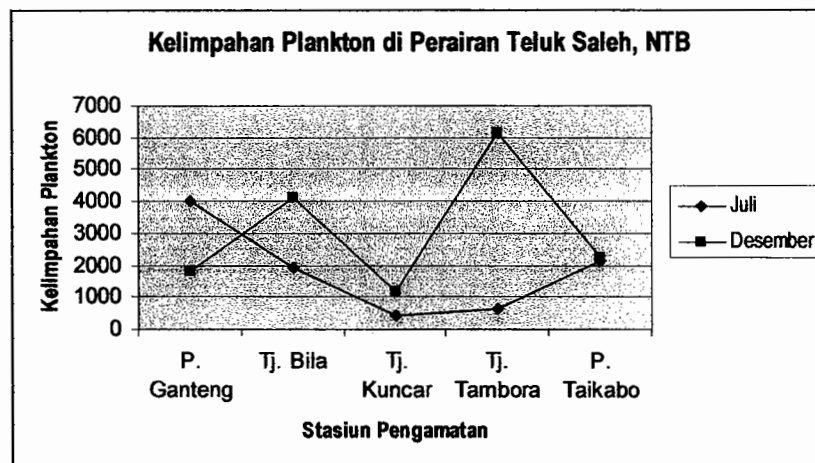 Kelimpahan Plankton di Perairan Teluk Saleh, NTB
Kelimpahan Plankton
7000
6000
5000
4000
3000
2000
1000
0
P. Ganteng
Tj. Bila
Tj. Kuncar
Tj. Tambora
P. Taikabo
Stasiun Pengamatan
Juli
Desember